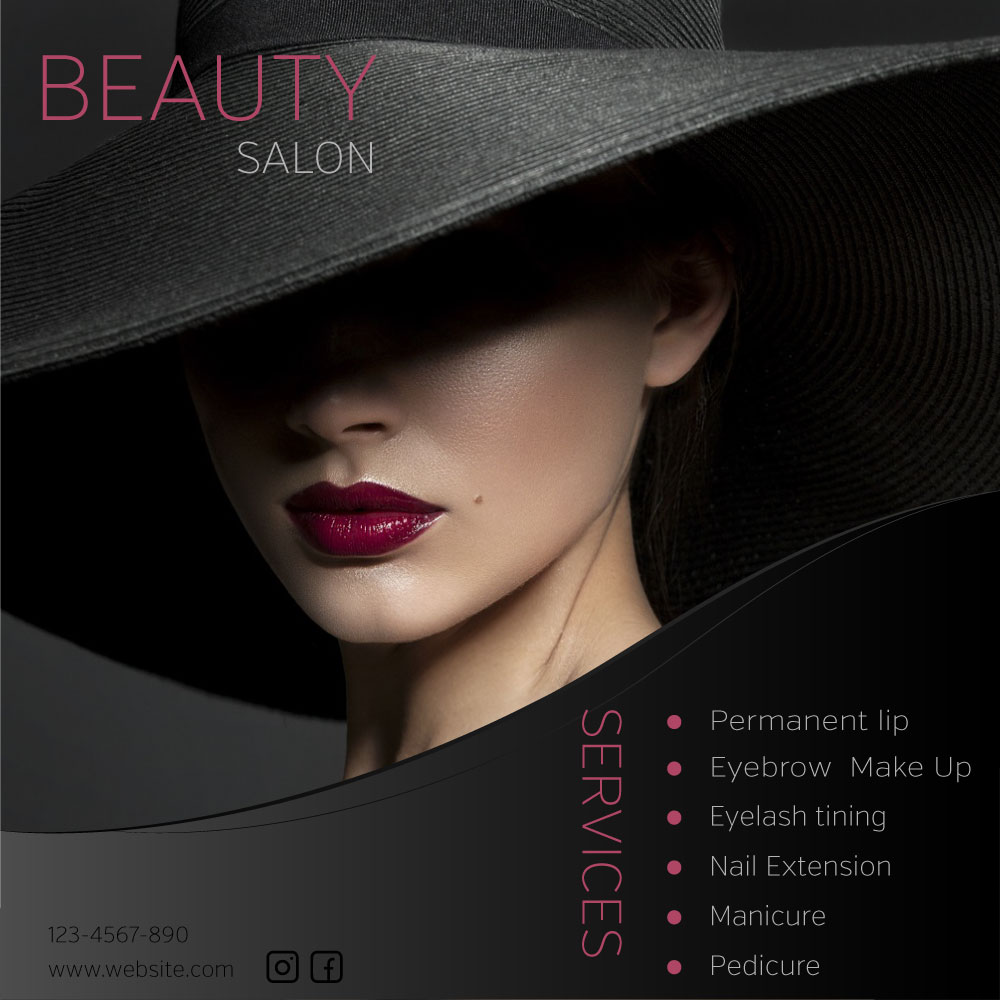 BEAUTY
SALON
SERVICES
Permanent lip
Eyebrow Make Up
Eyelash tining
Nail Extension
Manicure
Pedicure
123-4567-890
www.website.com